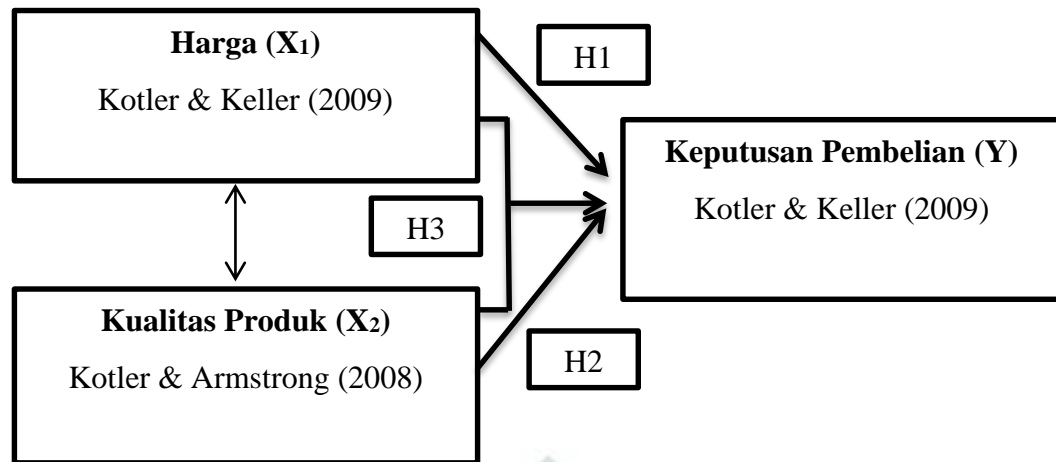 Harga (X1)
Kotler & Keller (2009)
H1
Keputusan Pembelian (Y)
Kotler & Keller (2009)
H3
Kualitas Produk (X2)
Kotler & Armstrong (2008)
H2